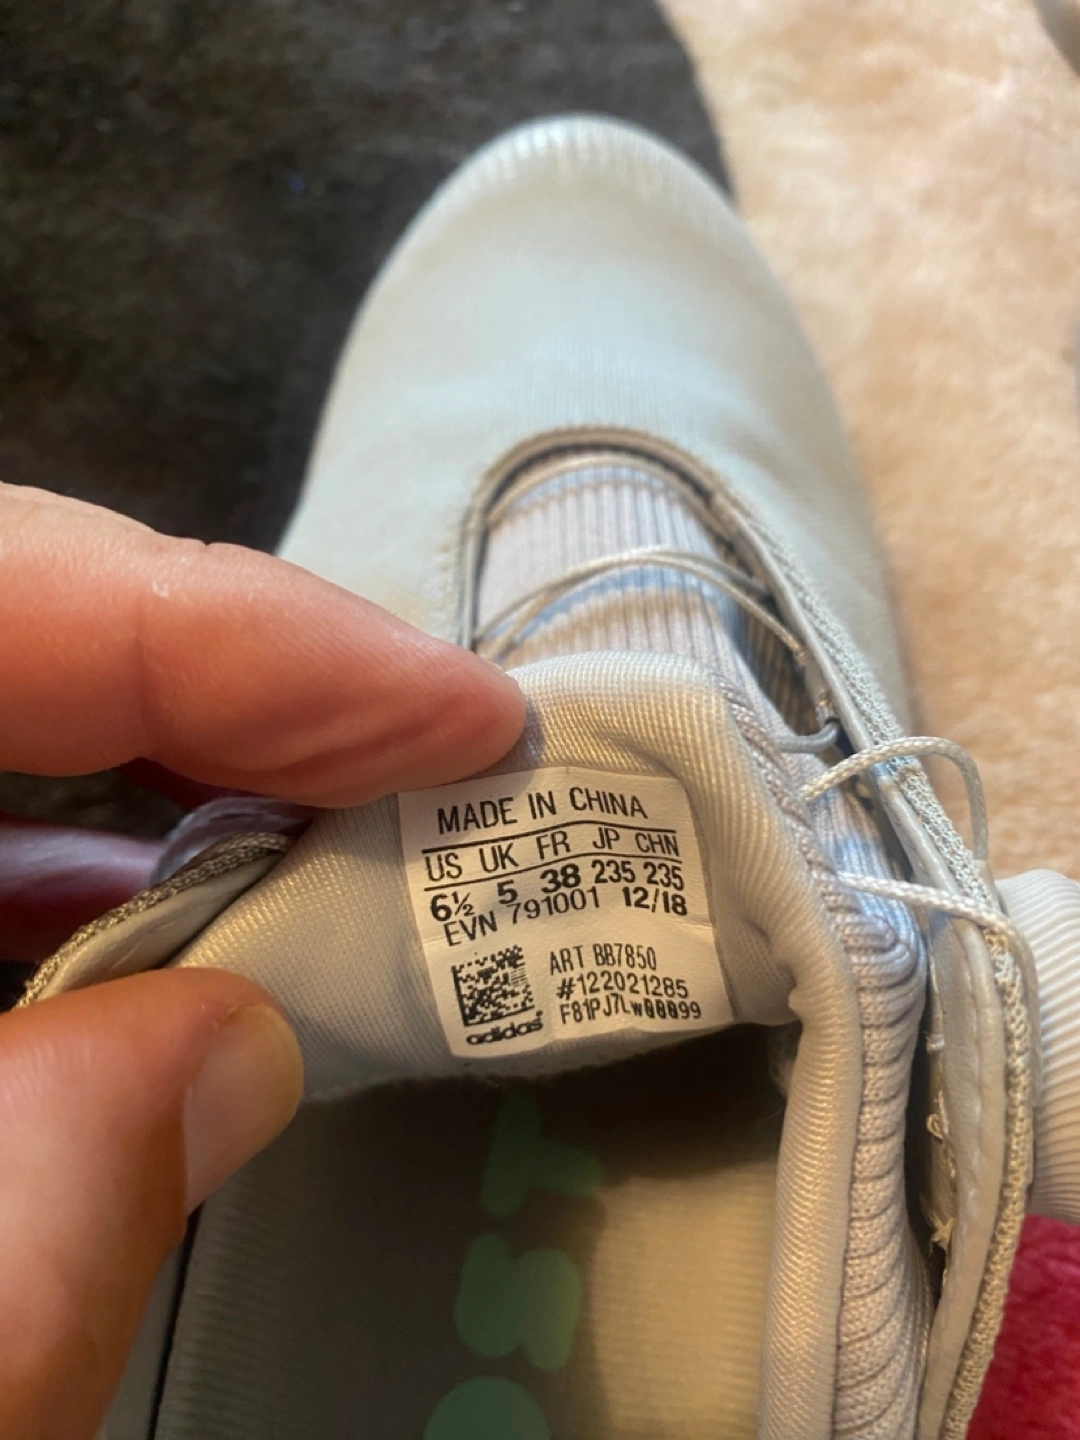 MADE IN CHINA
US UK FR JP CHN
6½ 5 38 235 235
EVN 791001 12/18
ART BB7850
#122021285
F81PJ7LW00099
adidas